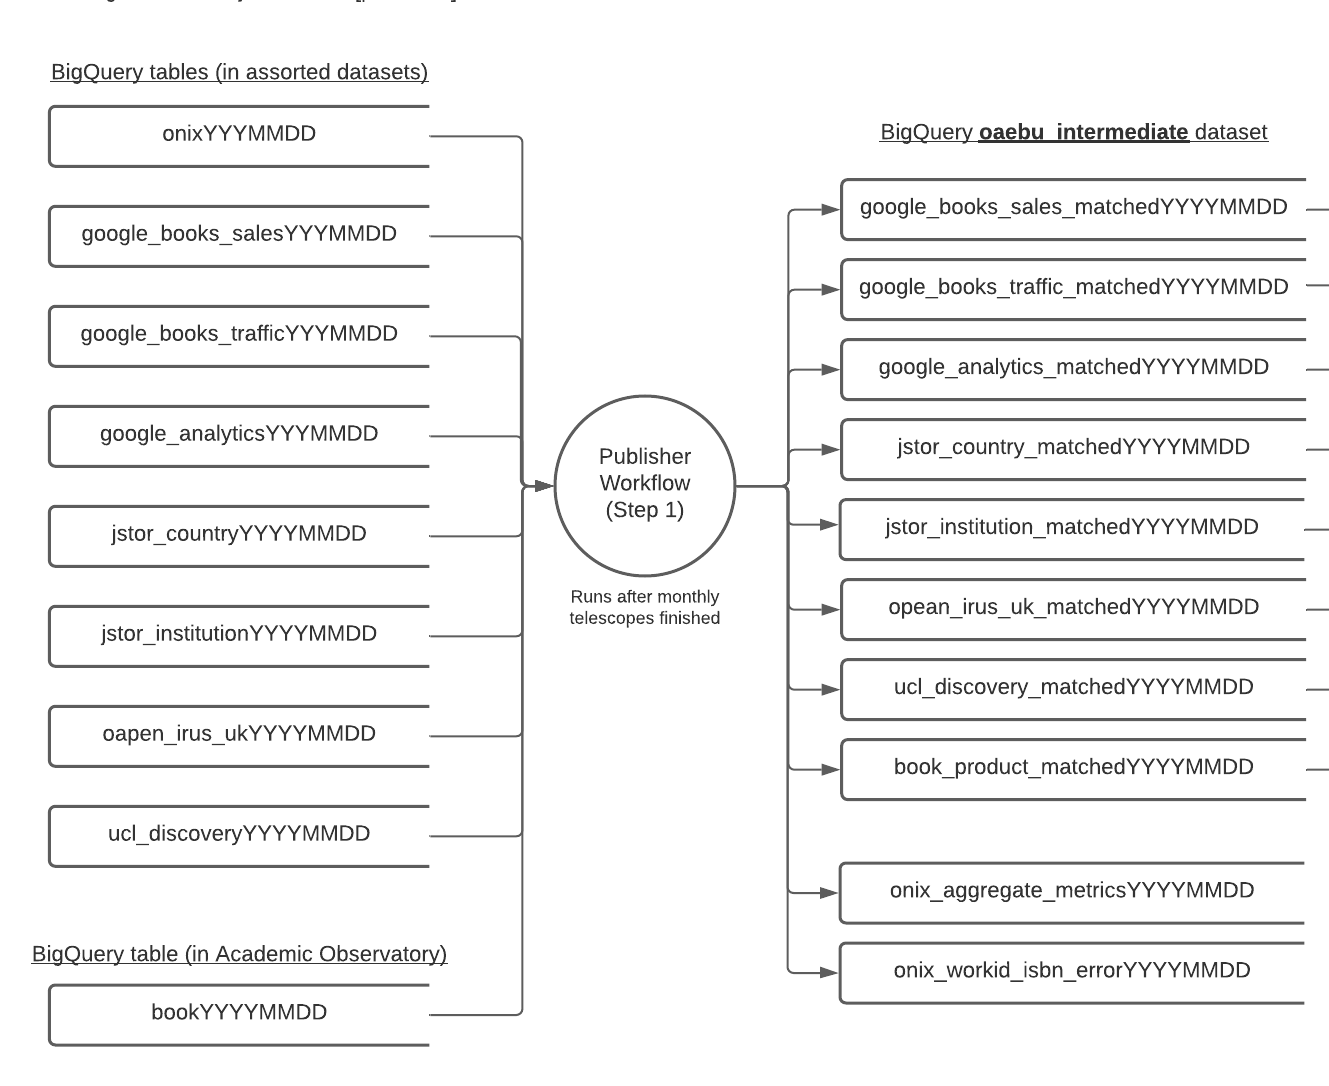 BigQuery tables (in assorted datasets)
onixYYYMMDD
google_books_salesYYYMMDD
google_books_trafficYYYMMDD
google_analyticsYYYMMDD
jstor_countryYYYYMMDD
jstor_institutionYYYYMMDD
oapen_irus_ukYYYYMMDD
ucl_discoveryYYYYMMDD
BigQuery table (in Academic Observatory)
bookYYYYMMDD
Publisher
Workflow
(Step 1)
Runs after monthly
telescopes finished
BigQuery oaebu_intermediate dataset
google_books_sales_matchedYYYYMMDD
google_books_traffic_matchedYYYYMMDD
google_analytics_matchedYYYYMMDD
jstor_country_matchedYYYYMMDD
jstor_institution_matchedYYYYMMDD
opean_irus_uk_matchedYYYYMMDD
ucl_discovery_matchedYYYYMMDD
book_product_matchedYYYYMMDD
onix_aggregate_metricsYYYYMMDD
onix_workid_isbn_errorYYYYMMDD